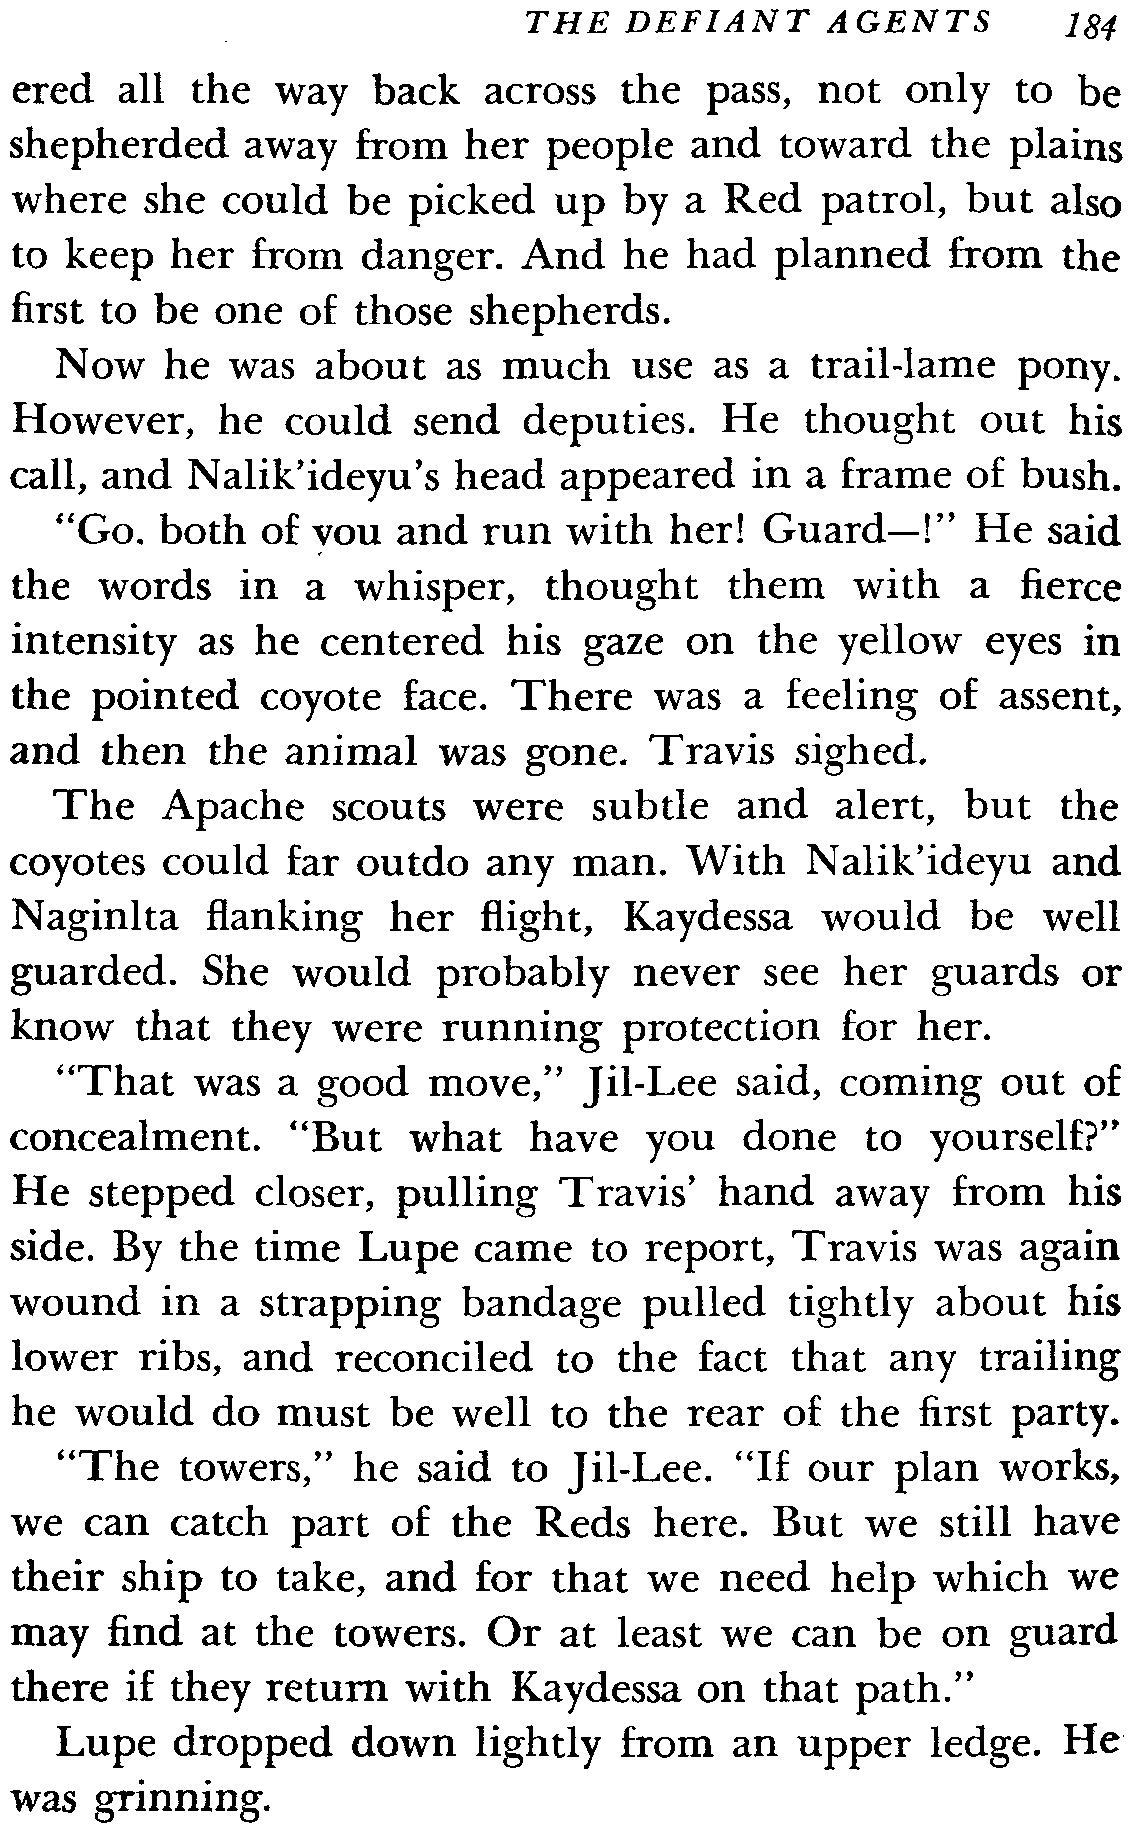 THE DEFIANT AGENTS 184
ered all the way back across the pass, not only to be
shepherded away from her people and toward the plains
where she could be picked up by a Red patrol, but also
to keep her from danger. And he had planned from the
first to be one of those shepherds.
Now he was about as much use as a trail-lame pony.
However, he could send deputies. He thought out his
call, and Nalik'ideyu's head appeared in a frame of bush.
"Go. both of you and run with her! Guard—!" He said
the words in a whisper, thought them with a fierce
intensity as he centered his gaze on the yellow eyes in
the pointed coyote face. There was a feeling of assent,
and then the animal was gone. Travis sighed.
The Apache scouts were subtle and alert, but the
coyotes could far outdo any man. With Nalik'ideyu and
Naginlta flanking her flight, Kaydessa would be well
guarded. She would probably never see her guards or
know that they were running protection for her.
"That was a good move," Jil-Lee said, coming out of
concealment. "But what have you done to yourself?"
He stepped closer, pulling Travis' hand away from his
side. By the time Lupe came to report, Travis was again
wound in a strapping bandage pulled tightly about his
lower ribs, and reconciled to the fact that any trailing
he would do must be well to the rear of the first party.
"The towers," he said to Jil-Lee. "If our plan works,
we can catch part of the Reds here. But we still have
their ship to take, and for that we need help which we
may find at the towers. Or at least we can be on guard
there if they return with Kaydessa on that path."
Lupe dropped down lightly from an upper ledge. He
was grinning.